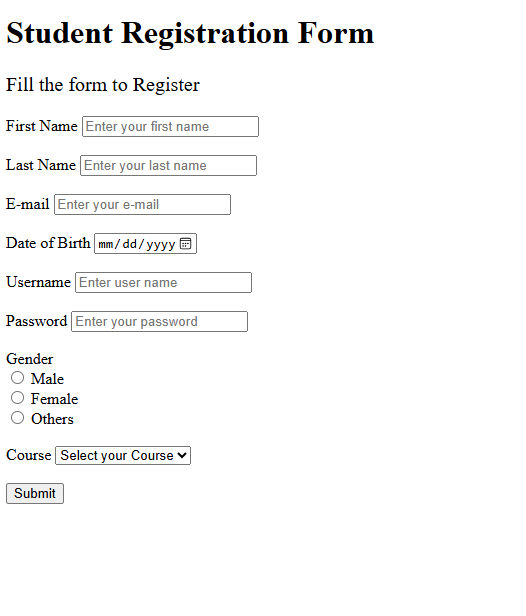 Student Registration Form
Fill the form to Register
First Name Enter your first name
Last Name Enter your last name
E-mail Enter your e-mail
Date of Birth mm/dd/yyyy
Username Enter user name
Password Enter your password
Gender
Male
Female
Others
Course Select your Course
Submit